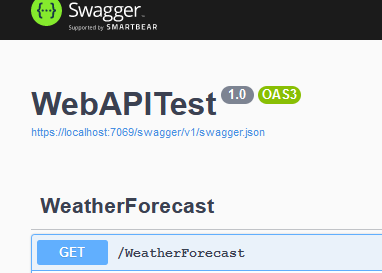 Swagger
Supported by SMARTBEAR
WebAPITest 1.0 OAS3
https://localhost:7069/swagger/v1/swagger.json
WeatherForecast
GET /WeatherForecast